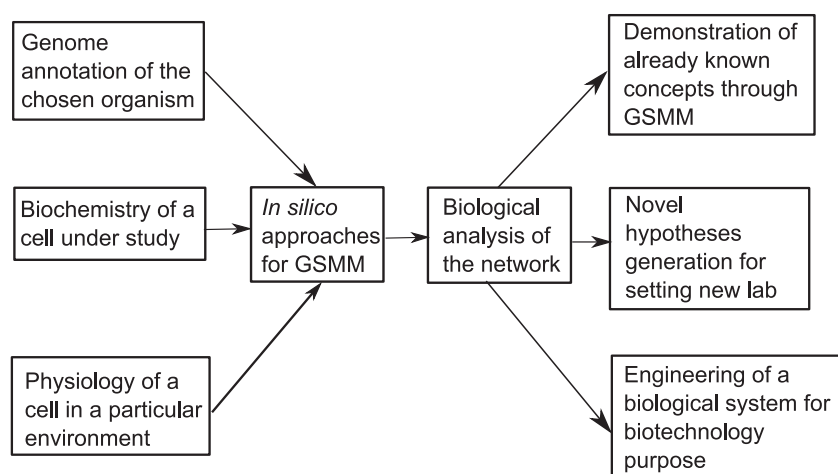 Genome
annotation of the
chosen organism
Biochemistry of a
cell under study
Physiology of a
cell in a particular
environment
In silico
approaches
for GSMM
Biological
analysis of
the network
Demonstration of
already known
concepts through
GSMM
Novel
hypotheses
generation for
setting new lab
Engineering of a
biological system for
biotechnology
purpose